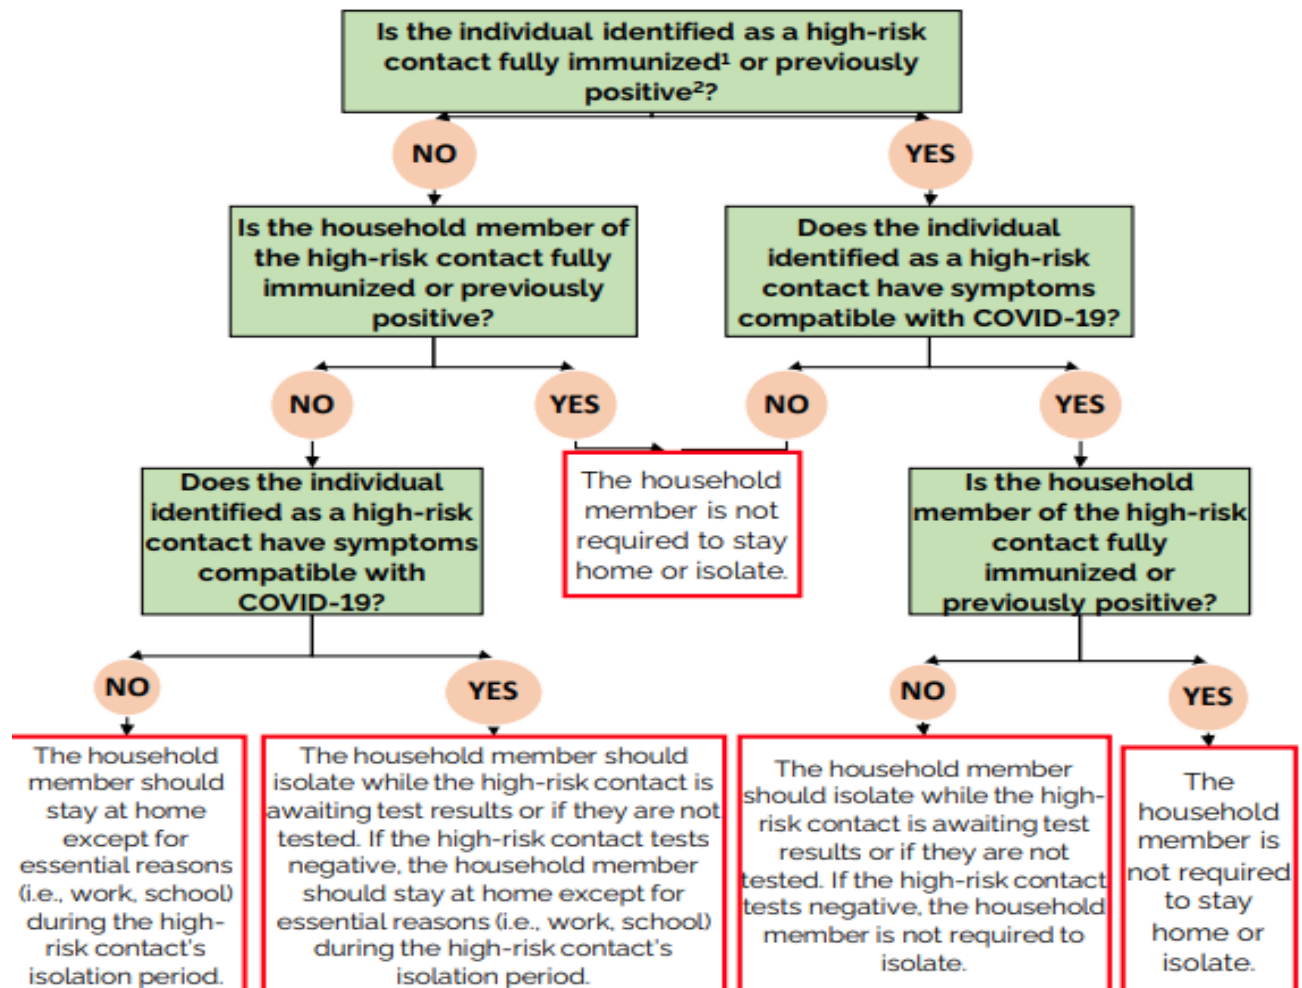 Is the individual identified as a high-risk
contact fully immunized¹ or previously
positive²?
NO
YES
Is the household member of
the high-risk contact fully
immunized or previously
positive?
Does the individual
identified as a high-risk
contact have symptoms
compatible with COVID-19?
NO
YES
NO
YES
Does the individual
identified as a high-risk
contact have symptoms
compatible with
COVID-19?
The household
member is not
required to stay
home or isolate.
Is the household
member of the high-risk
contact fully
immunized or
previously positive?
NO
YES
NO
YES
The household
member should
stay at home
except for
essential reasons
(i.e., work, school)
during the high-
risk contact's
isolation period.
The household member should
isolate while the high-risk contact is
awaiting test results or if they are not
tested. If the high-risk contact tests
negative, the household member
should stay at home except for
essential reasons (i.e., work, school)
during the high-risk contact's
isolation period.
The household member
should isolate while the high-
risk contact is awaiting test
results or if they are not
tested. If the high-risk contact
tests negative, the household
member is not required to
isolate.
The
household
member is
not required
to stay
home or
isolate.